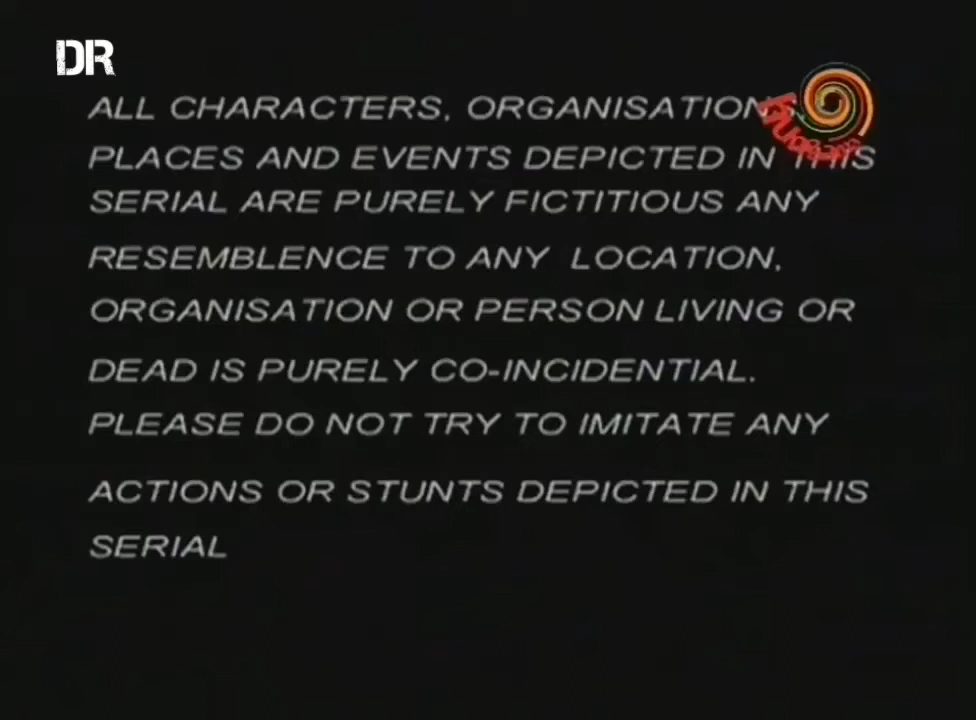 DR
ALL CHARACTERS, ORGANISATIONS,
PLACES AND EVENTS DEPICTED IN THIS
SERIAL ARE PURELY FICTITIOUS ANY
RESEMBLENCE TO ANY LOCATION,
ORGANISATION OR PERSON LIVING OR
DEAD IS PURELY CO-INCIDENTIAL.
PLEASE DO NOT TRY TO IMITATE ANY
ACTIONS OR STUNTS DEPICTED IN THIS
SERIAL